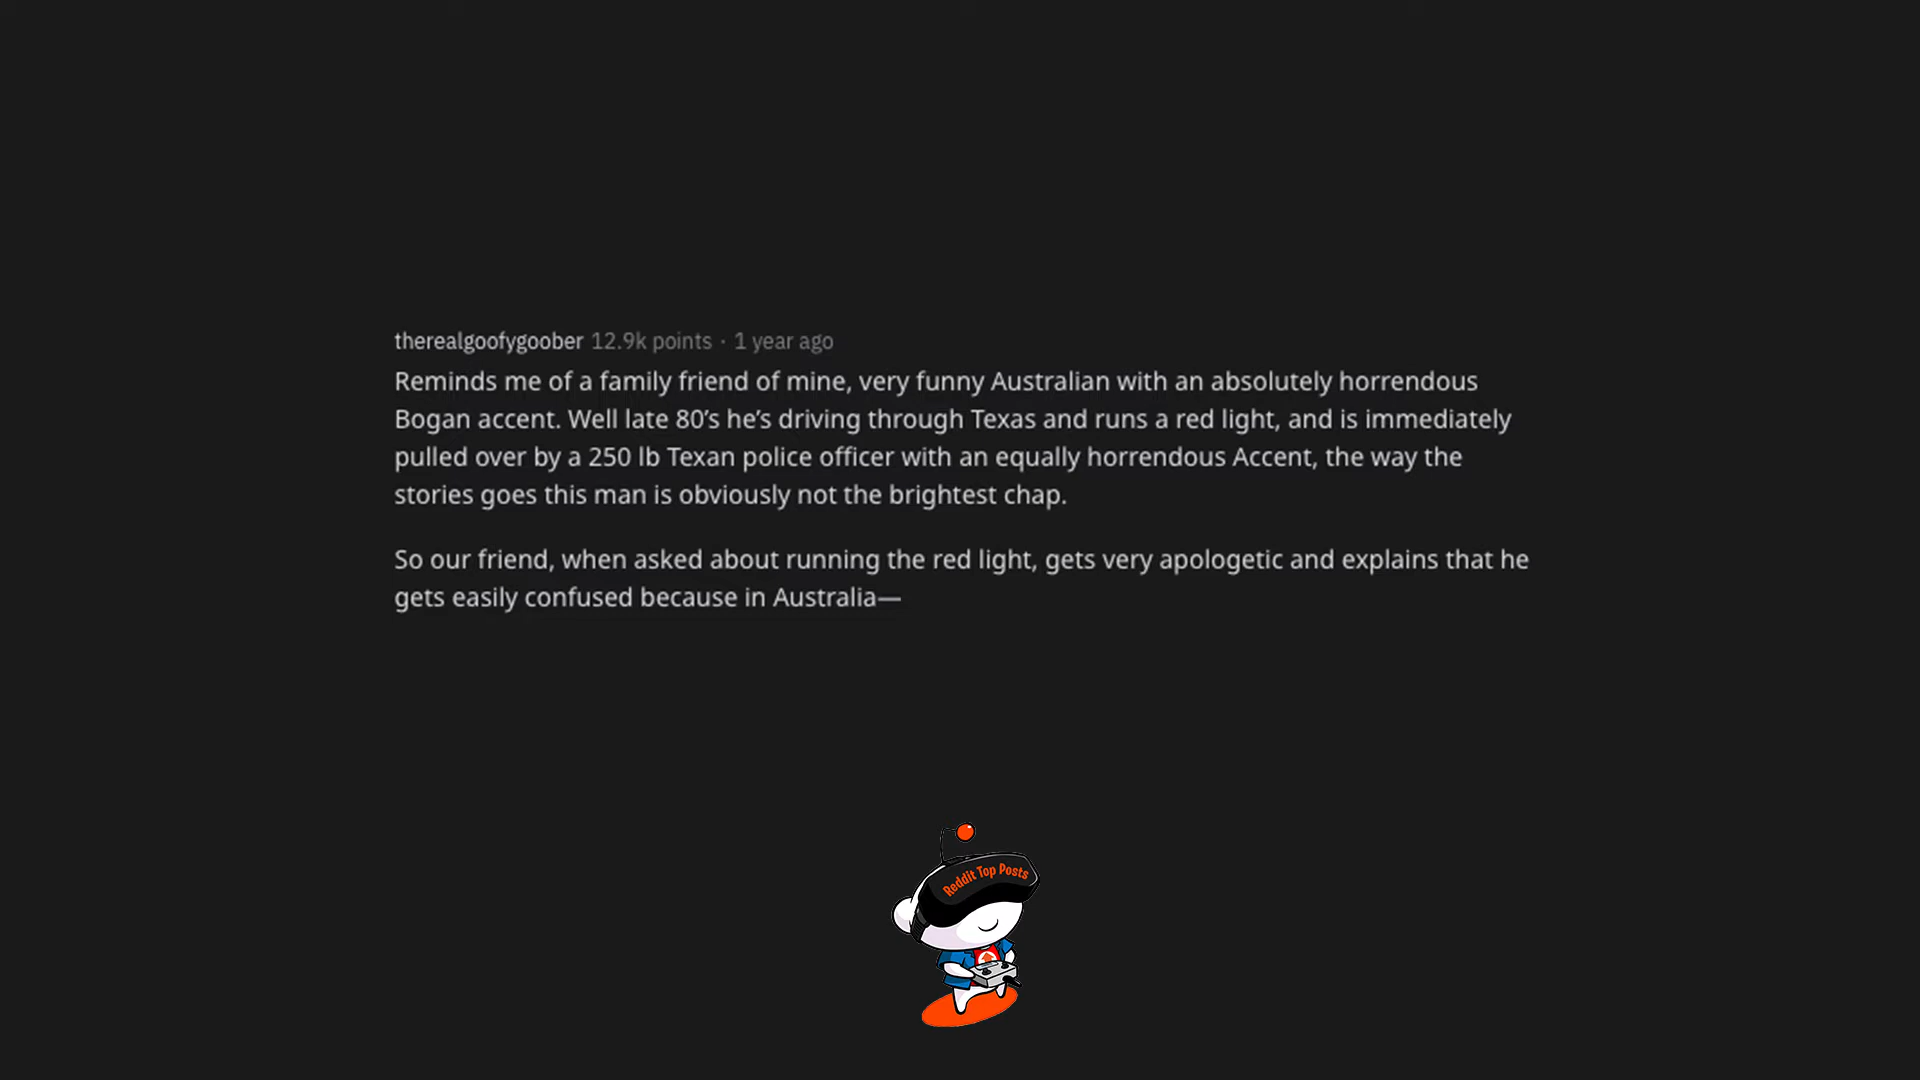 therealgoofygoober 12.9k points · 1 year ago
Reminds me of a family friend of mine, very funny Australian with an absolutely horrendous
Bogan accent. Well late 80’s he’s driving through Texas and runs a red light, and is immediately
pulled over by a 250 lb Texan police officer with an equally horrendous Accent, the way the
stories goes this man is obviously not the brightest chap.
So our friend, when asked about running the red light, gets very apologetic and explains that he
gets easily confused because in Australia—
Reddit Top Posts